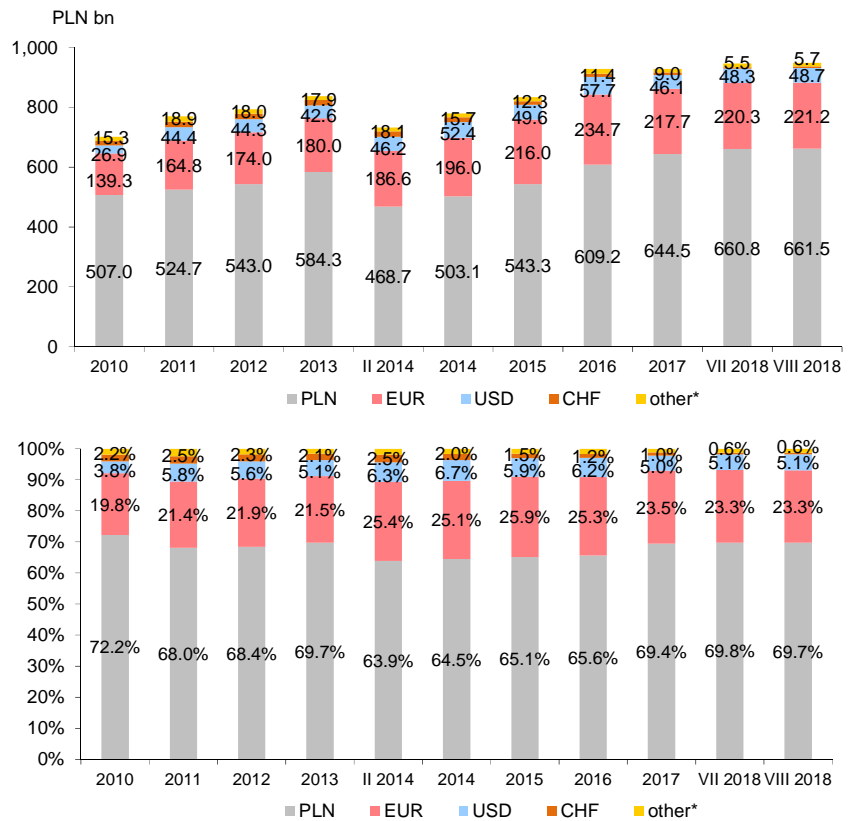 PLN bn
1,000
800
600
400
200
0
15.3 18.9 18.0 17.9 18.1 15.7 12.3 11.4 9.0 5.5 5.7
26.9 44.4 44.3 42.6 46.2 52.4 49.6 57.7 46.1 48.3 48.7
139.3 164.8 174.0 180.0 186.6 196.0 216.0 234.7 217.7 220.3 221.2
507.0 524.7 543.0 584.3 468.7 503.1 543.3 609.2 644.5 660.8 661.5
2010 2011 2012 2013 II 2014 2014 2015 2016 2017 VII 2018 VIII 2018
PLN EUR USD CHF other*
100%
90%
80%
70%
60%
50%
40%
30%
20%
10%
0%
2.2% 2.5% 2.3% 2.1% 2.5% 2.0% 1.5% 1.2% 1.0% 0.6% 0.6%
3.8% 5.8% 5.6% 5.1% 6.3% 6.7% 5.9% 6.2% 5.0% 5.1% 5.1%
19.8% 21.4% 21.9% 21.5% 25.4% 25.1% 25.9% 25.3% 23.5% 23.3% 23.3%
72.2% 68.0% 68.4% 69.7% 63.9% 64.5% 65.1% 65.6% 69.4% 69.8% 69.7%
2010 2011 2012 2013 II 2014 2014 2015 2016 2017 VII 2018 VIII 2018
PLN EUR USD CHF other*